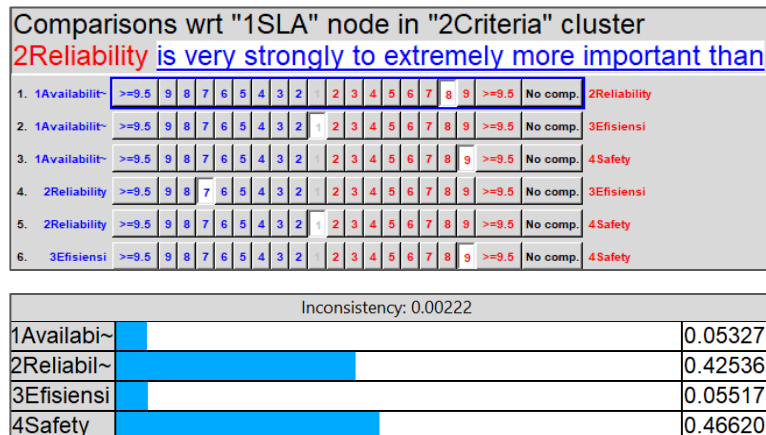 Comparisons wrt "1SLA" node in "2Criteria" cluster
2Reliability is very strongly to extremely more important than
1. 1Availabilit~ >=9.5 9 8 7 6 5 4 3 2 1 2 3 4 5 6 7 8 9 >=9.5 No comp. 2Reliability
2. 1Availabilit~ >=9.5 9 8 7 6 5 4 3 2 1 2 3 4 5 6 7 8 9 >=9.5 No comp. 3Efisiensi
3. 1Availabilit~ >=9.5 9 8 7 6 5 4 3 2 1 2 3 4 5 6 7 8 9 >=9.5 No comp. 4Safety
4. 2Reliability >=9.5 9 8 7 6 5 4 3 2 1 2 3 4 5 6 7 8 9 >=9.5 No comp. 3Efisiensi
5. 2Reliability >=9.5 9 8 7 6 5 4 3 2 1 2 3 4 5 6 7 8 9 >=9.5 No comp. 4Safety
6. 3Efisiensi >=9.5 9 8 7 6 5 4 3 2 1 2 3 4 5 6 7 8 9 >=9.5 No comp. 4Safety
Inconsistency: 0.00222
1Availabi~ 0.05327
2Reliabil~ 0.42536
3Efisiensi 0.05517
4Safety 0.46620